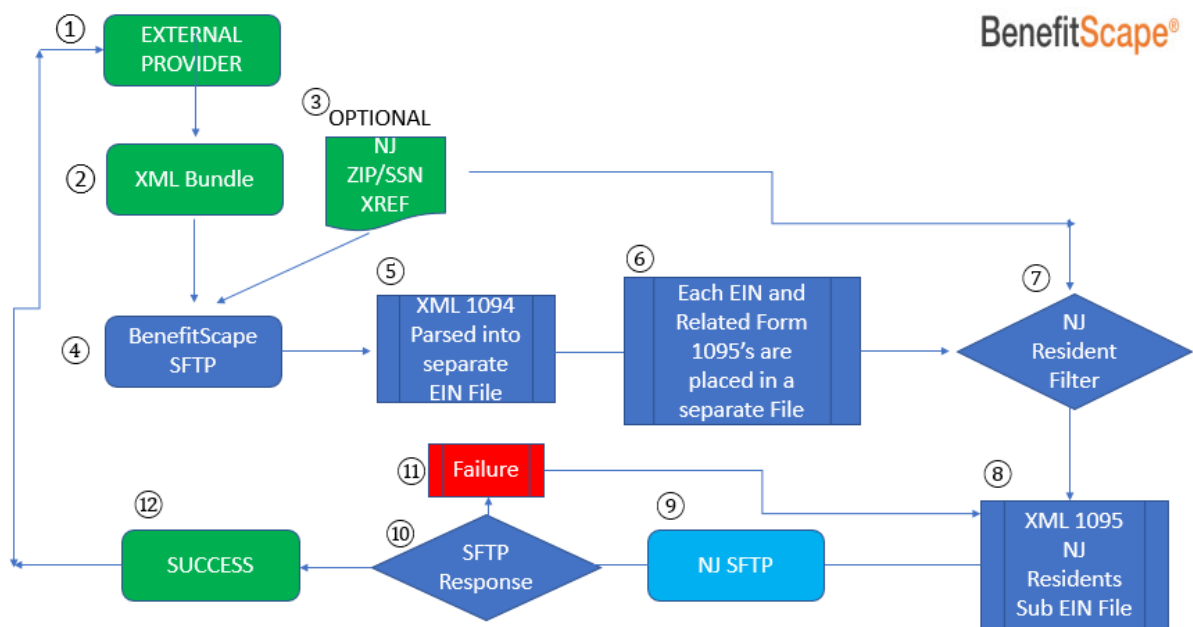 BenefitScape®
①
EXTERNAL
PROVIDER
②
XML Bundle
③
OPTIONAL
NJ
ZIP/SSN
XREF
④
BenefitScape
SFTP
⑤
XML 1094
Parsed into
separate
EIN File
⑥
Each EIN and
Related Form
1095's are
placed in a
separate File
⑦
NJ
Resident
Filter
⑧
XML 1095
NJ
Residents
Sub EIN File
⑨
NJ SFTP
⑩
SFTP
Response
⑪
Failure
⑫
SUCCESS